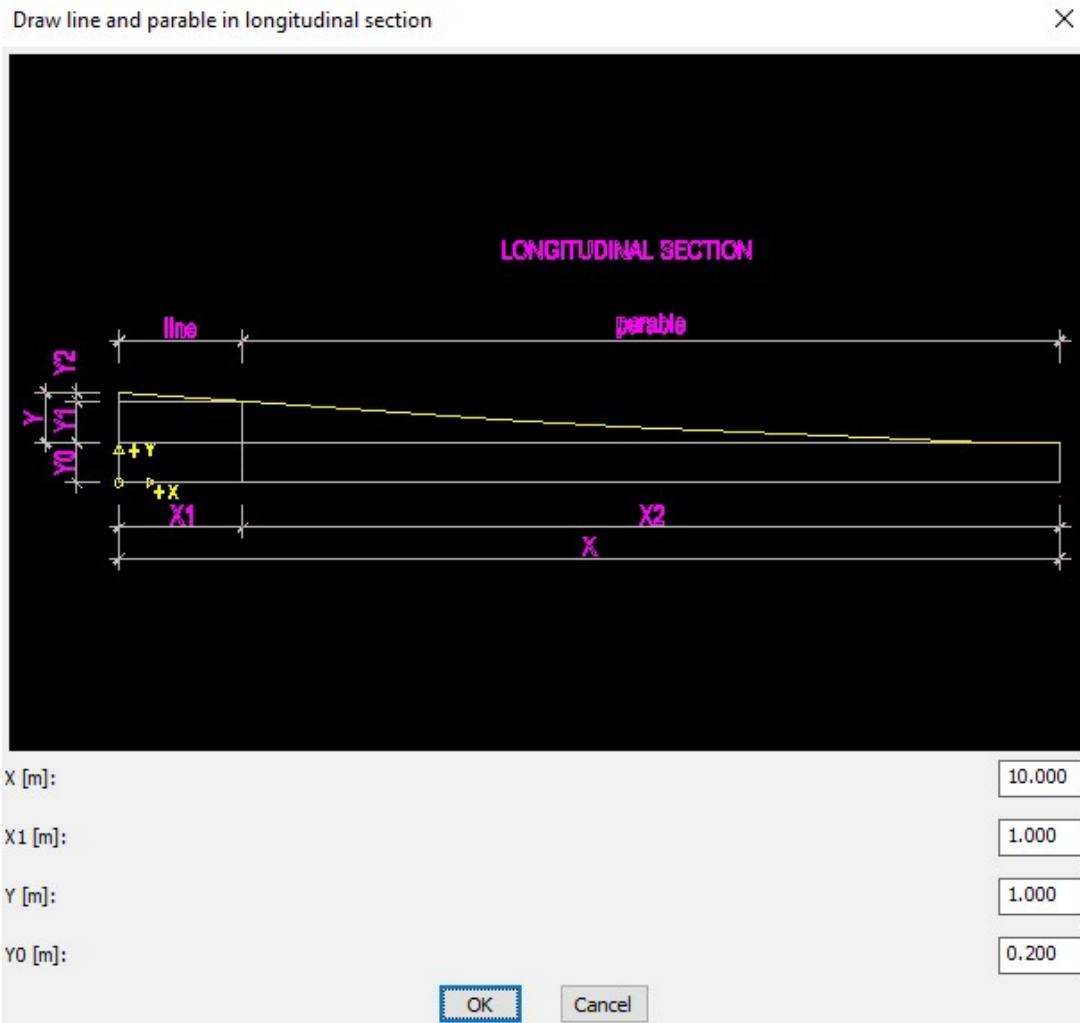 Draw line and parable in longitudinal section
LONGITUDINAL SECTION
line
parable
Y2
Y
Y1
Y0
+ Y
+ X
X1
X2
X
X [m]:
10.000
X1 [m]:
1.000
Y [m]:
1.000
Y0 [m]:
0.200
OK
Cancel